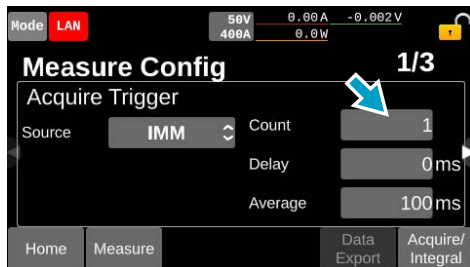 Mode LAN 50V 400A 0.00A -0.002V 0.0W
Measure Config 1/3
Acquire Trigger
Source IMM Count 1
Delay 0 ms
Average 100 ms
Home Measure Data Export Acquire/ Integral